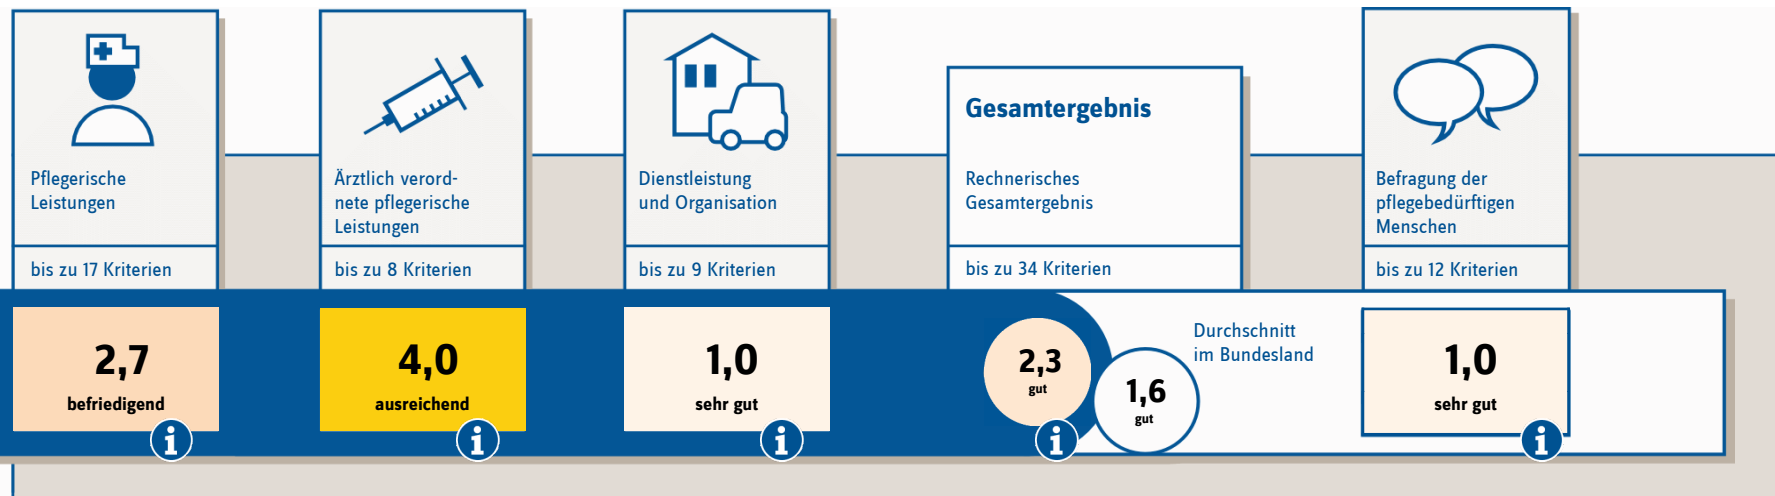 Pflegerische
Leistungen
bis zu 17 Kriterien
2,7
befriedigend
i
Ärztlich verord-
nete pflegerische
Leistungen
bis zu 8 Kriterien
4,0
ausreichend
i
Dienstleistung
und Organisation
bis zu 9 Kriterien
1,0
sehr gut
i
Gesamtergebnis
Rechnerisches
Gesamtergebnis
bis zu 34 Kriterien
2,3
gut
i
1,6
gut
Durchschnitt
im Bundesland
Befragung der
pflegebedürftigen
Menschen
bis zu 12 Kriterien
1,0
sehr gut
i